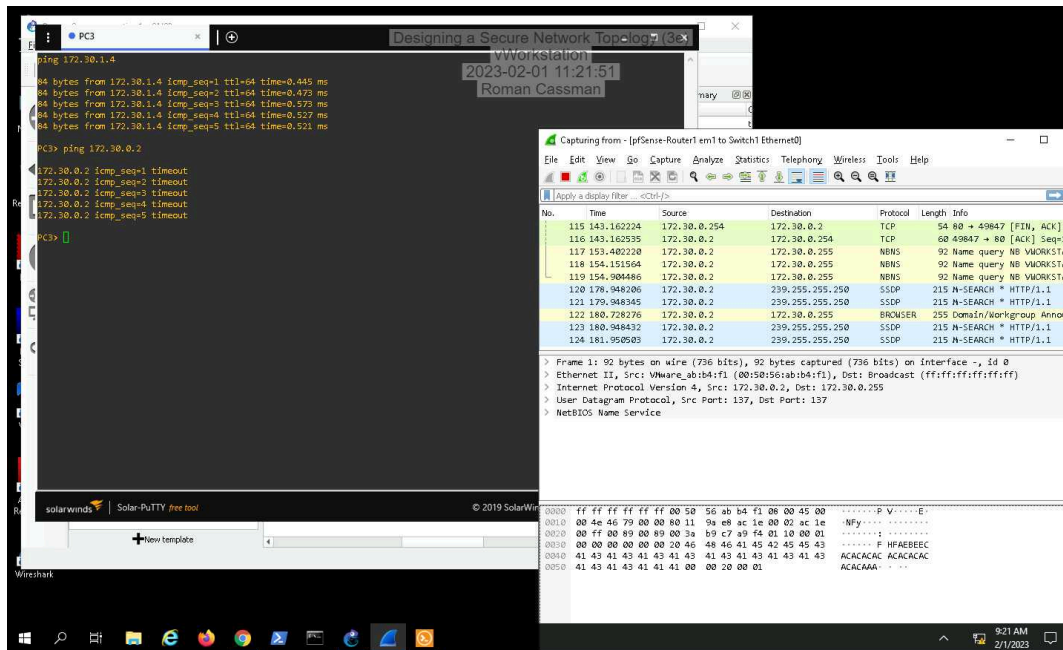 PC3
Designing a Secure Network Topology (3e)
vWorkstation
2023-02-01 11:21:51
Roman Cassman
ping 172.30.1.4
84 bytes from 172.30.1.4 icmp_seq=1 ttl=64 time=0.445 ms
84 bytes from 172.30.1.4 icmp_seq=2 ttl=64 time=0.473 ms
84 bytes from 172.30.1.4 icmp_seq=3 ttl=64 time=0.573 ms
84 bytes from 172.30.1.4 icmp_seq=4 ttl=64 time=0.527 ms
84 bytes from 172.30.1.4 icmp_seq=5 ttl=64 time=0.521 ms
PC3> ping 172.30.0.2
172.30.0.2 icmp_seq=1 timeout
172.30.0.2 icmp_seq=2 timeout
172.30.0.2 icmp_seq=3 timeout
172.30.0.2 icmp_seq=4 timeout
172.30.0.2 icmp_seq=5 timeout
PC3>
solarwinds Solar-PuTTY free tool
© 2019 SolarWin
New template
Wireshark
mary
Capturing from - [pfSense-Router1 em1 to Switch1 Ethernet0]
File Edit View Go Capture Analyze Statistics Telephony Wireless Tools Help
Apply a display filter ... <Ctrl-/>
No. Time Source Destination Protocol Length Info
115 143.162224 172.30.0.254 172.30.0.2 TCP 54 80 → 49847 [FIN, ACK]
116 143.162535 172.30.0.2 172.30.0.254 TCP 60 49847 → 80 [ACK] Seq=
117 153.402220 172.30.0.2 172.30.0.255 NBNS 92 Name query NB VWORKST
118 154.151564 172.30.0.2 172.30.0.255 NBNS 92 Name query NB VWORKST
119 154.904486 172.30.0.2 172.30.0.255 NBNS 92 Name query NB VWORKST
120 178.948206 172.30.0.2 239.255.255.250 SSDP 215 M-SEARCH * HTTP/1.1
121 179.948345 172.30.0.2 239.255.255.250 SSDP 215 M-SEARCH * HTTP/1.1
122 180.728276 172.30.0.2 172.30.0.255 BROWSER 255 Domain/Workgroup Annou
123 180.948432 172.30.0.2 239.255.255.250 SSDP 215 M-SEARCH * HTTP/1.1
124 181.950503 172.30.0.2 239.255.255.250 SSDP 215 M-SEARCH * HTTP/1.1
> Frame 1: 92 bytes on wire (736 bits), 92 bytes captured (736 bits) on interface -, id 0
> Ethernet II, Src: VMware_ab:b4:f1 (00:50:56:ab:b4:f1), Dst: Broadcast (ff:ff:ff:ff:ff:ff)
> Internet Protocol Version 4, Src: 172.30.0.2, Dst: 172.30.0.255
> User Datagram Protocol, Src Port: 137, Dst Port: 137
> NetBIOS Name Service
0000 ff ff ff ff ff ff 00 50 56 ab b4 f1 08 00 45 00 ·······P V·····E·
0010 00 4e 46 79 00 00 80 11 9a e8 ac 1e 00 02 ac 1e ·NFy···· ········
0020 00 ff 00 89 00 89 00 3a b9 c7 a9 f4 01 10 00 01 ·······: ········
0030 00 00 00 00 00 00 20 46 48 46 41 45 42 45 45 43 ······ F HFAEBEEC
0040 41 43 41 43 41 43 41 43 41 43 41 43 41 43 41 43 ACACACAC ACACACAC
0050 41 43 41 43 41 41 41 00 00 20 00 01 ACACAAA· · ··
9:21 AM
2/1/2023